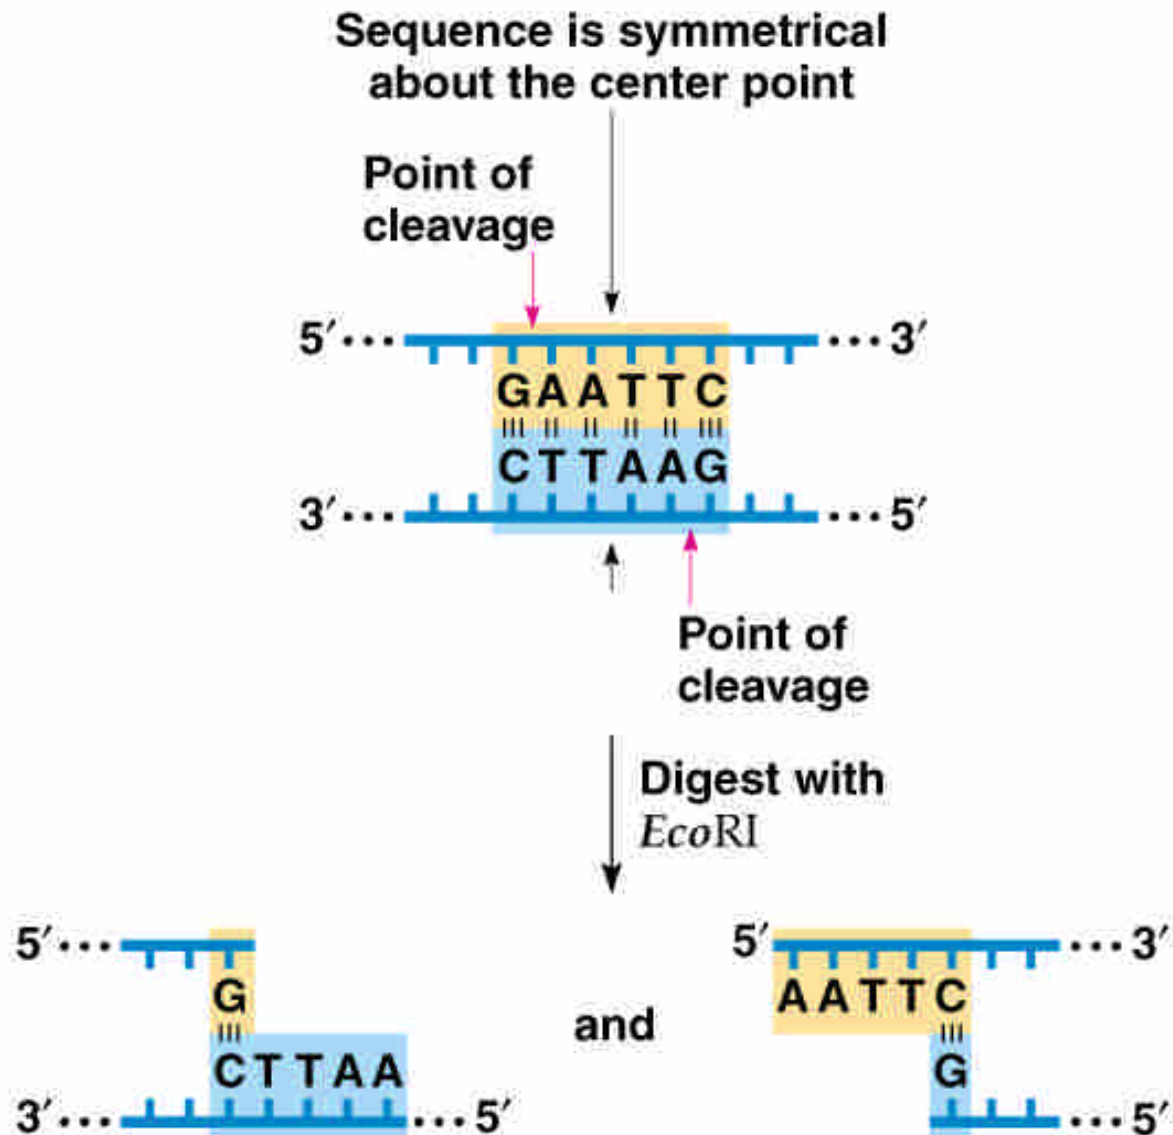 Sequence is symmetrical
about the center point
Point of
cleavage
5′··· ···3′
G A A T T C
C T T A A G
3′··· ···5′
Point of
cleavage
Digest with
EcoRI
5′···
G
C T T A A
3′··· ···5′
and
5′ ···3′
A A T T C
G
···5′